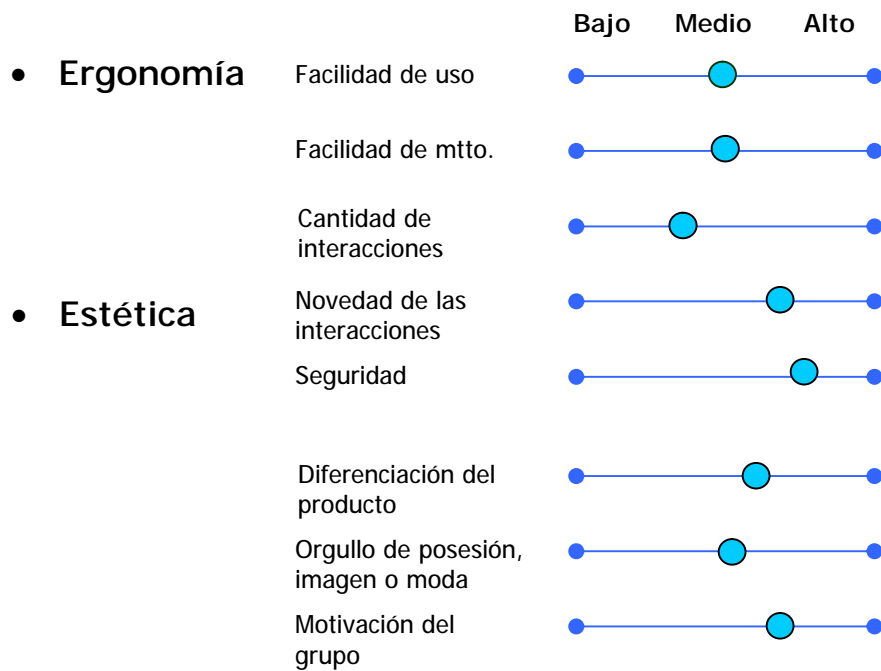 Bajo Medio Alto
• Ergonomía Facilidad de uso
Facilidad de mtto.
Cantidad de
interacciones
• Estética Novedad de las
interacciones
Seguridad
Diferenciación del
producto
Orgullo de posesión,
imagen o moda
Motivación del
grupo